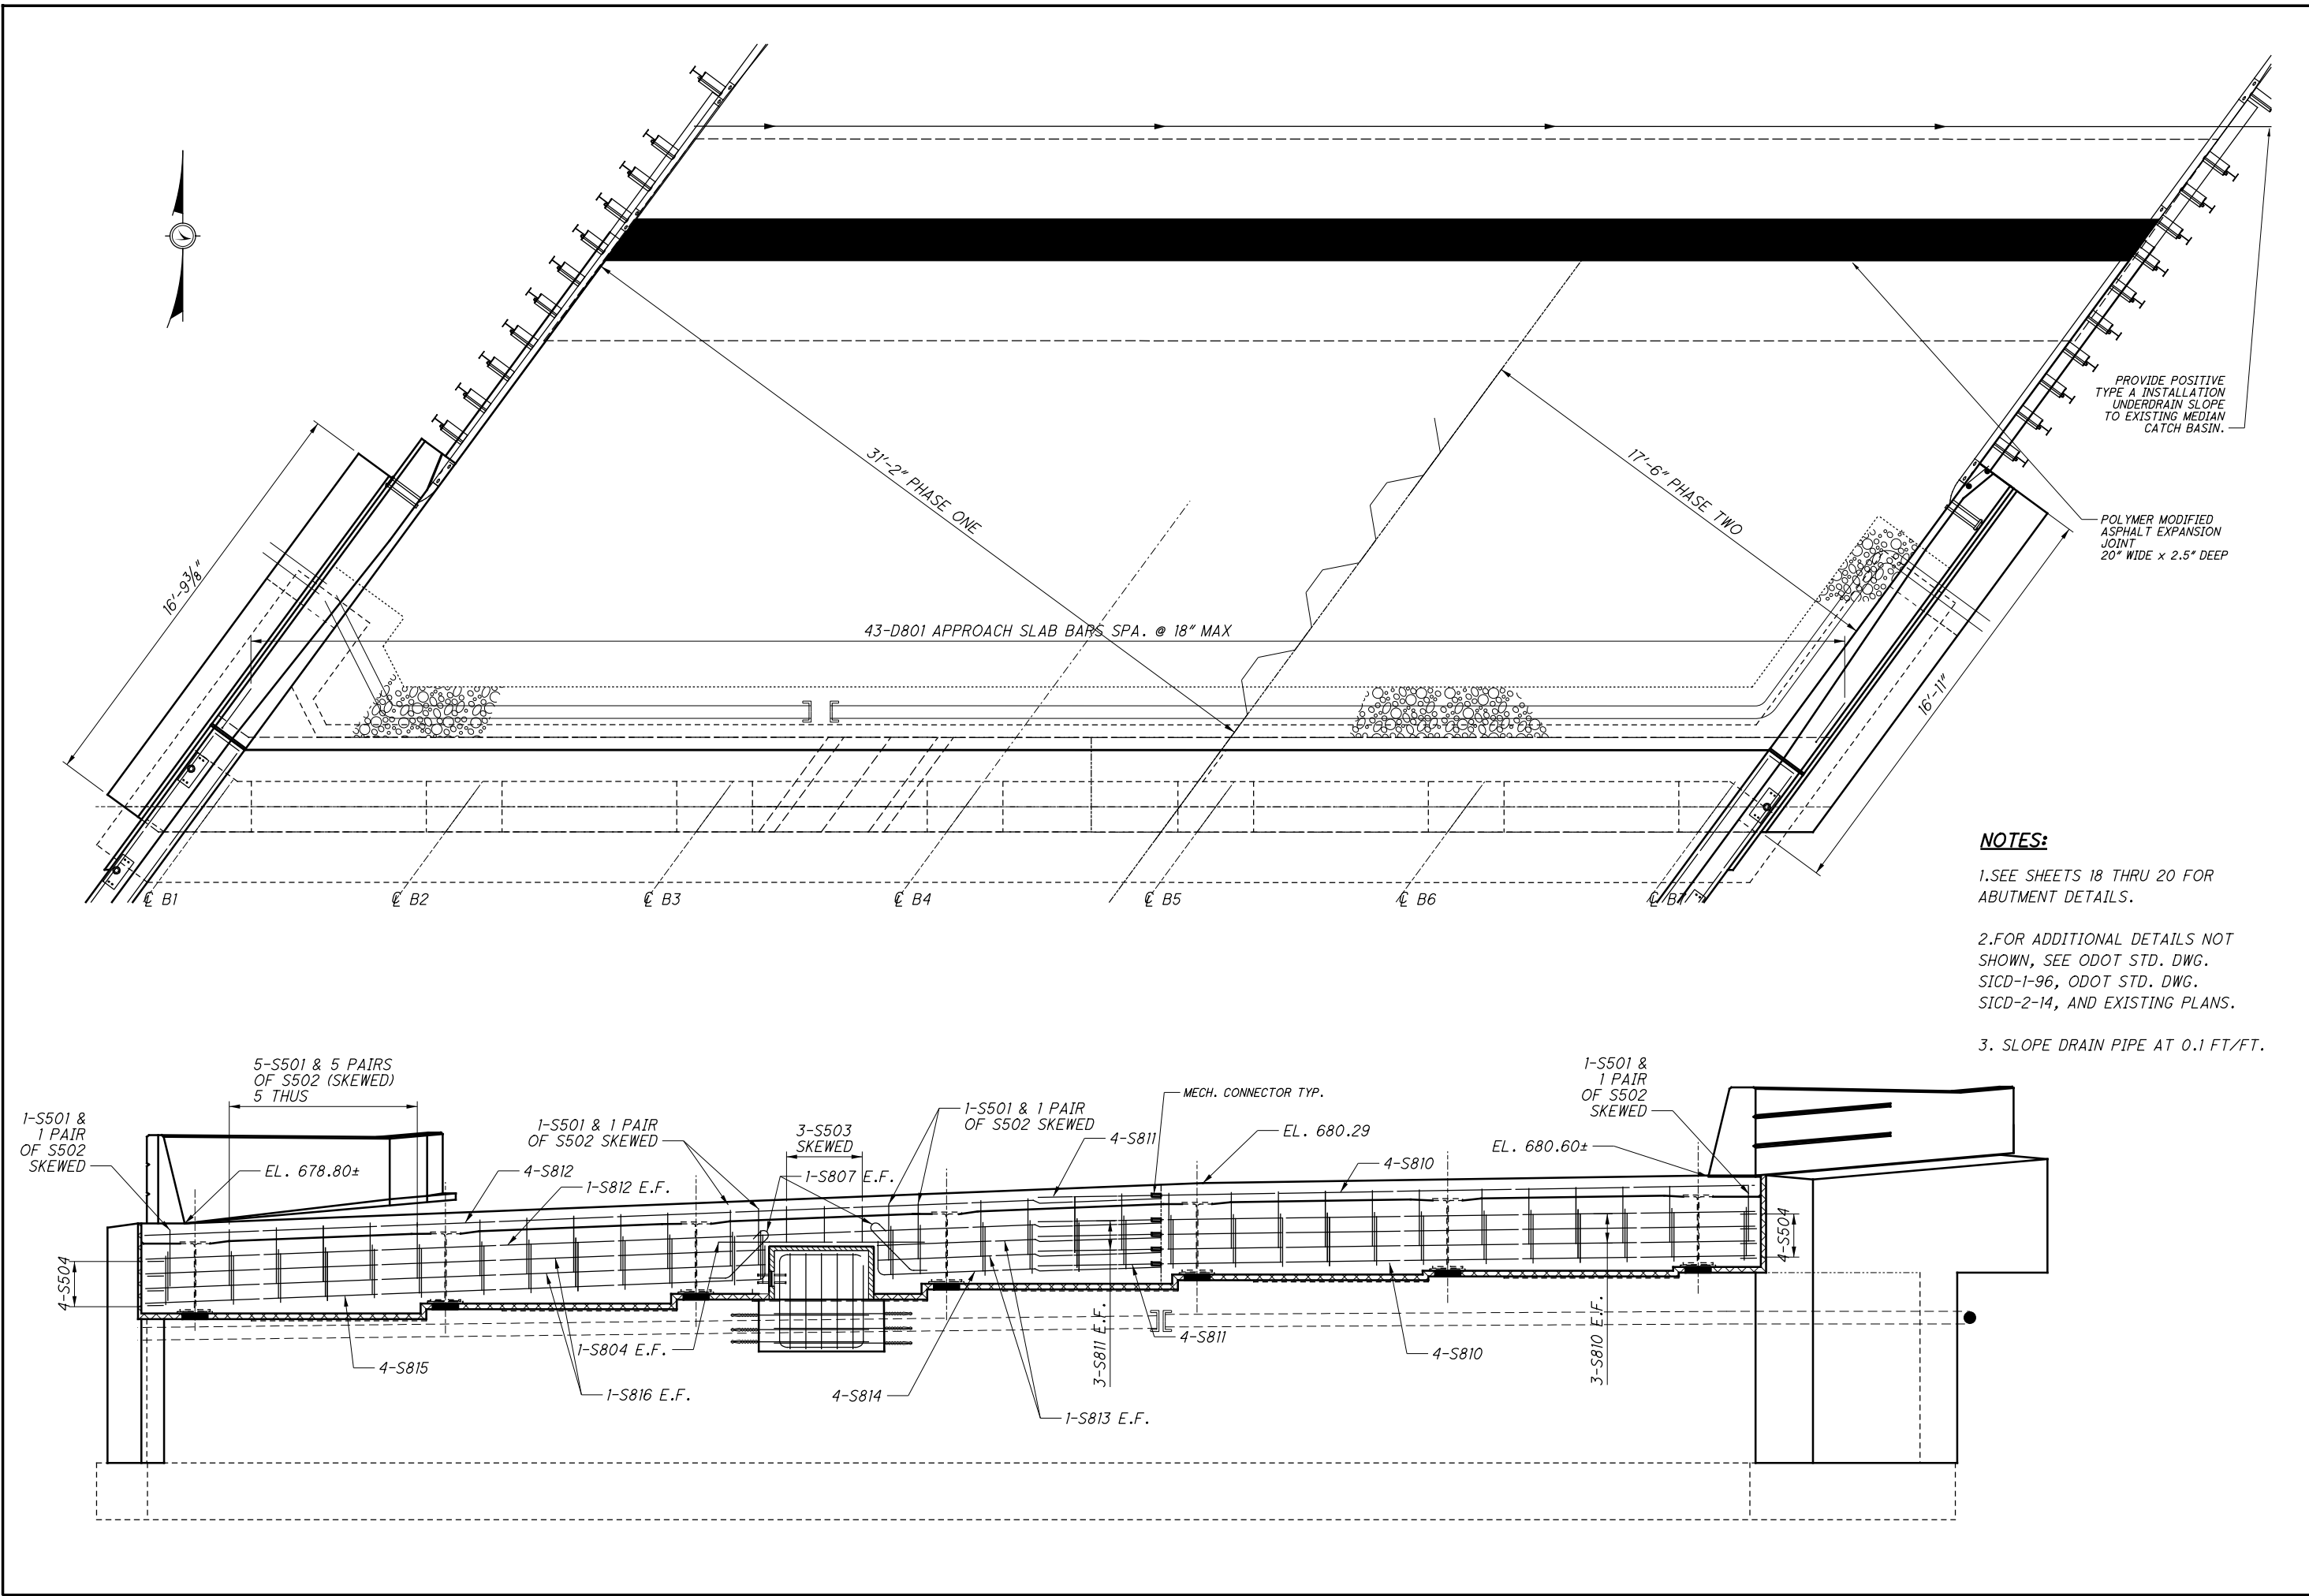 PROVIDE POSITIVE
TYPE A INSTALLATION
UNDERDRAIN SLOPE
TO EXISTING MEDIAN
CATCH BASIN.
31'-2" PHASE ONE
17'-6" PHASE TWO
POLYMER MODIFIED
ASPHALT EXPANSION
JOINT
20" WIDE x 2.5" DEEP
16'-9⅜"
43-D801 APPROACH SLAB BARS SPA. @ 18" MAX
16'-11"
℄ B1
℄ B2
℄ B3
℄ B4
℄ B5
℄ B6
℄ B7
NOTES:
1.SEE SHEETS 18 THRU 20 FOR
ABUTMENT DETAILS.
2.FOR ADDITIONAL DETAILS NOT
SHOWN, SEE ODOT STD. DWG.
SICD-1-96, ODOT STD. DWG.
SICD-2-14, AND EXISTING PLANS.
3. SLOPE DRAIN PIPE AT 0.1 FT/FT.
1-S501 &
1 PAIR
OF S502
SKEWED
5-S501 & 5 PAIRS
OF S502 (SKEWED)
5 THUS
EL. 678.80±
4-S812
1-S812 E.F.
1-S501 & 1 PAIR
OF S502 SKEWED
3-S503
SKEWED
1-S807 E.F.
1-S501 & 1 PAIR
OF S502 SKEWED
4-S811
MECH. CONNECTOR TYP.
EL. 680.29
4-S810
EL. 680.60±
1-S501 &
1 PAIR
OF S502
SKEWED
4-S504
4-S504
4-S815
1-S804 E.F.
1-S816 E.F.
4-S814
1-S813 E.F.
3-S811 E.F.
4-S811
4-S810
3-S810 E.F.